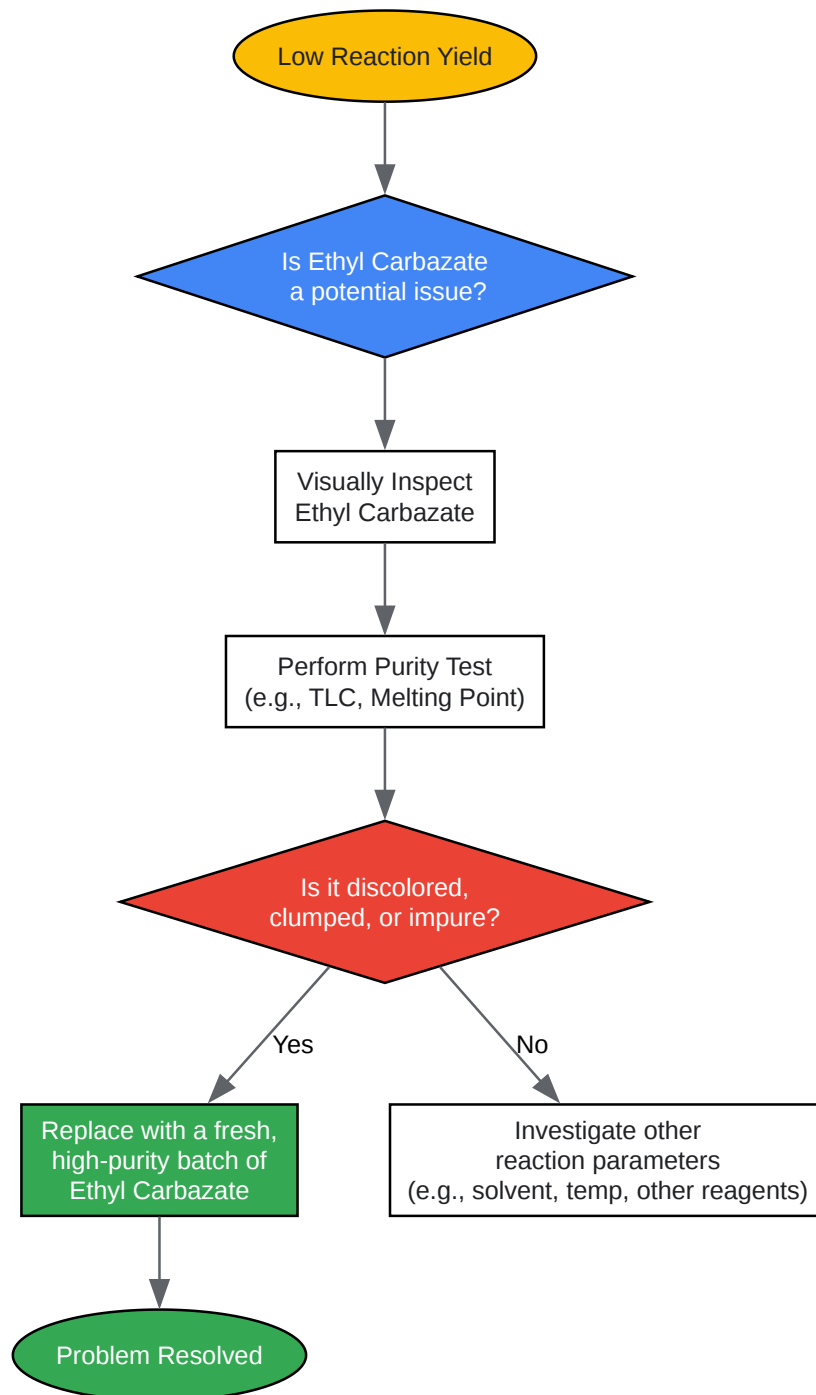 Low Reaction Yield
Is Ethyl Carbazate
a potential issue?
Visually Inspect
Ethyl Carbazate
Perform Purity Test
(e.g., TLC, Melting Point)
Is it discolored,
clumped, or impure?
Yes
No
Replace with a fresh,
high-purity batch of
Ethyl Carbazate
Investigate other
reaction parameters
(e.g., solvent, temp, other reagents)
Problem Resolved